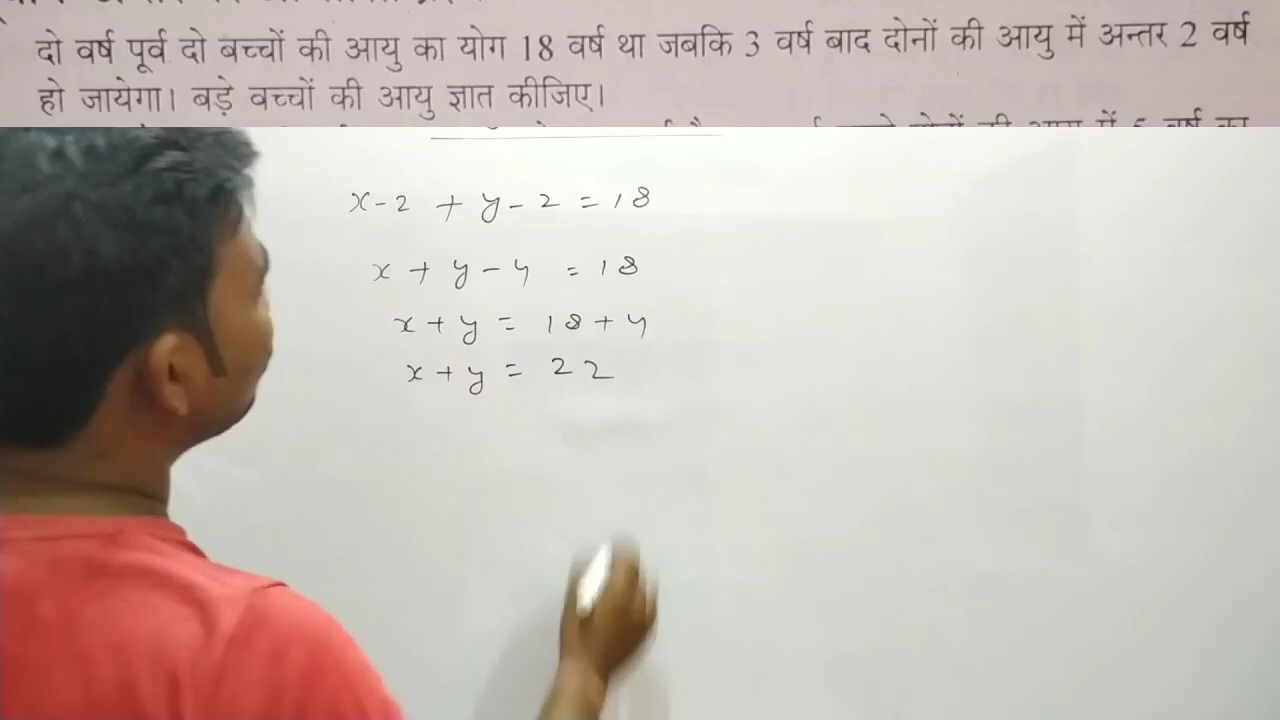 दो वर्ष पूर्व दो बच्चों की आयु का योग 18 वर्ष था जबकि 3 वर्ष बाद दोनों की आयु में अन्तर 2 वर्ष
हो जायेगा। बड़े बच्चों की आयु ज्ञात कीजिए।
x-2 + y-2 = 18
x + y - 4 = 18
x + y = 18 + 4
x + y = 22